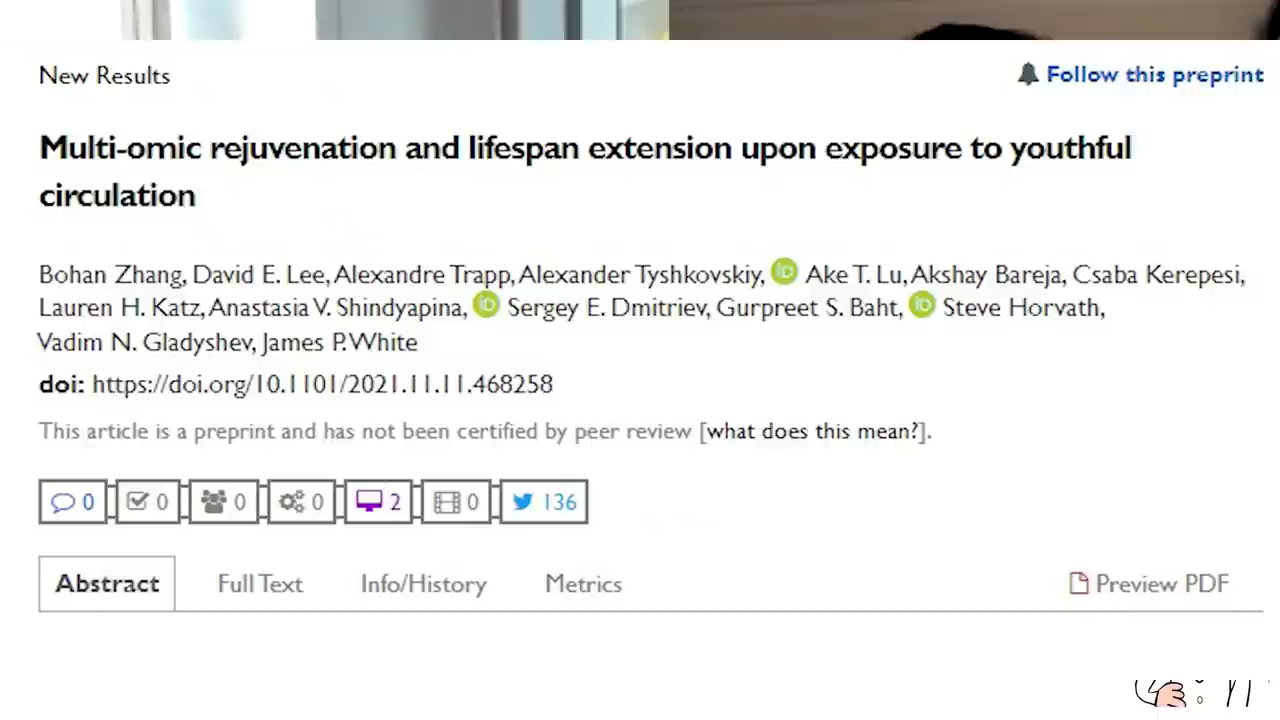 New Results
Follow this preprint
Multi-omic rejuvenation and lifespan extension upon exposure to youthful
circulation
Bohan Zhang, David E. Lee, Alexandre Trapp, Alexander Tyshkovskiy, iD Ake T. Lu, Akshay Bareja, Csaba Kerepesi,
Lauren H. Katz, Anastasia V. Shindyapina, iD Sergey E. Dmitriev, Gurpreet S. Baht, iD Steve Horvath,
Vadim N. Gladyshev, James P. White
doi: https://doi.org/10.1101/2021.11.11.468258
This article is a preprint and has not been certified by peer review [what does this mean?].
0 0 0 0 2 0 136
Abstract Full Text Info/History Metrics Preview PDF